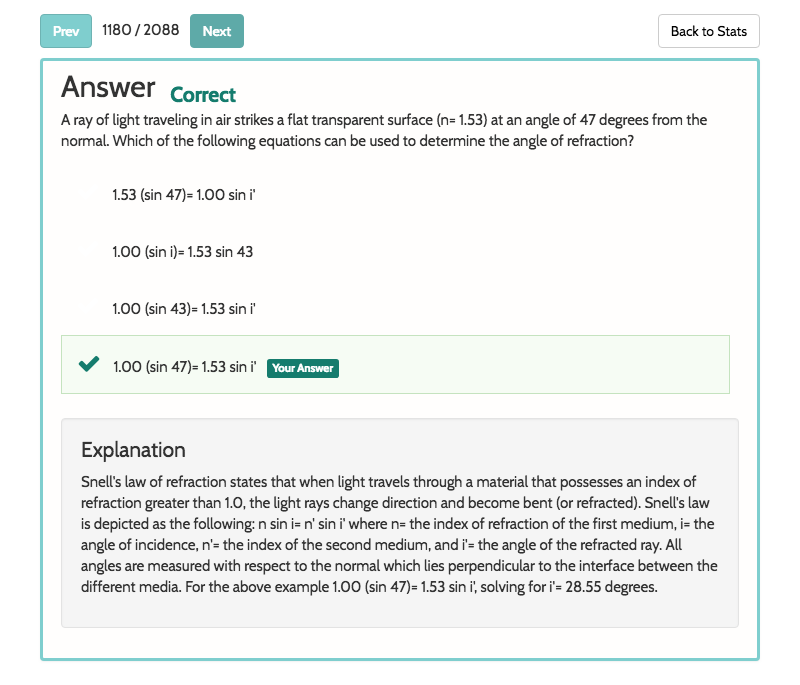 Prev 1180 / 2088 Next Back to Stats
Answer Correct
A ray of light traveling in air strikes a flat transparent surface (n= 1.53) at an angle of 47 degrees from the
normal. Which of the following equations can be used to determine the angle of refraction?
1.53 (sin 47)= 1.00 sin i'
1.00 (sin i)= 1.53 sin 43
1.00 (sin 43)= 1.53 sin i'
1.00 (sin 47)= 1.53 sin i' Your Answer
Explanation
Snell's law of refraction states that when light travels through a material that possesses an index of
refraction greater than 1.0, the light rays change direction and become bent (or refracted). Snell's law
is depicted as the following: n sin i= n' sin i' where n= the index of refraction of the first medium, i= the
angle of incidence, n'= the index of the second medium, and i'= the angle of the refracted ray. All
angles are measured with respect to the normal which lies perpendicular to the interface between the
different media. For the above example 1.00 (sin 47)= 1.53 sin i', solving for i'= 28.55 degrees.